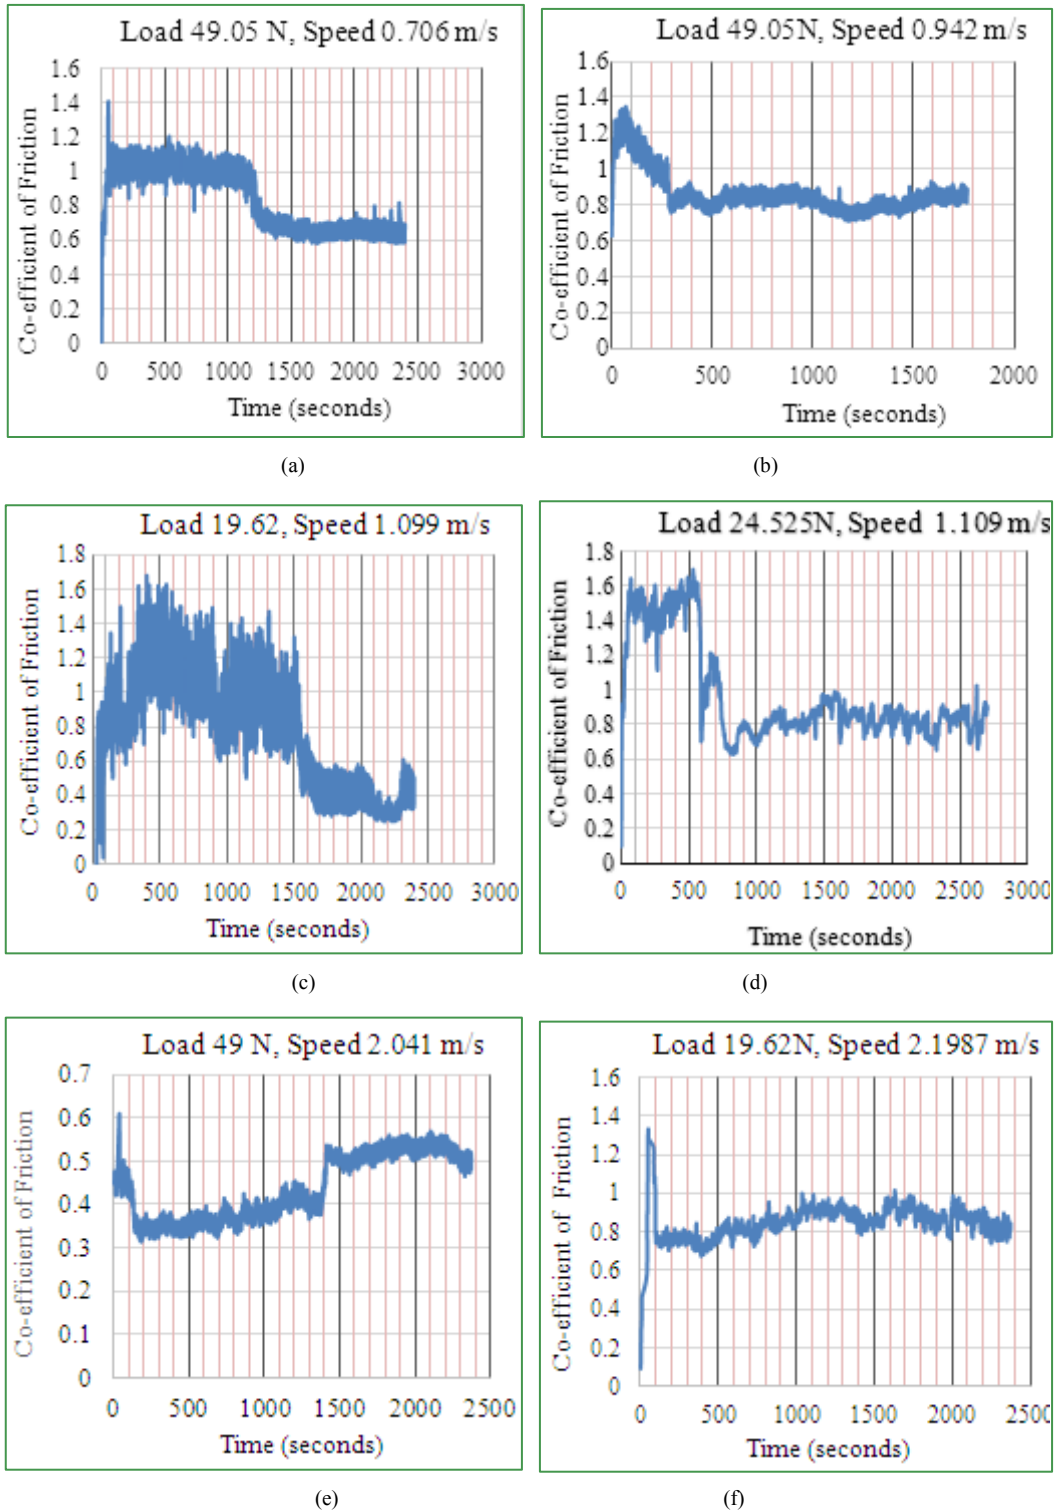 Load 49.05 N, Speed 0.706 m/s
1.6
1.4
1.2
1
0.8
0.6
0.4
0.2
0
Co-efficient of Friction
0 500 1000 1500 2000 2500 3000
Time (seconds)
(a)
Load 49.05N, Speed 0.942 m/s
1.6
1.4
1.2
1
0.8
0.6
0.4
0.2
0
Co-efficient of Friction
0 500 1000 1500 2000
Time (seconds)
(b)
Load 19.62, Speed 1.099 m/s
1.8
1.6
1.4
1.2
1
0.8
0.6
0.4
0.2
0
Co-efficient of Friction
0 500 1000 1500 2000 2500 3000
Time (seconds)
(c)
Load 24.525N, Speed 1.109 m/s
1.8
1.6
1.4
1.2
1
0.8
0.6
0.4
0.2
0
Co-efficient of Friction
0 500 1000 1500 2000 2500 3000
Time (seconds)
(d)
Load 49 N, Speed 2.041 m/s
0.7
0.6
0.5
0.4
0.3
0.2
0.1
0
Co-efficient of Friction
0 500 1000 1500 2000 2500
Time (seconds)
(e)
Load 19.62N, Speed 2.1987 m/s
1.6
1.4
1.2
1
0.8
0.6
0.4
0.2
0
Co-efficient of Friction
0 500 1000 1500 2000 2500
Time (seconds)
(f)